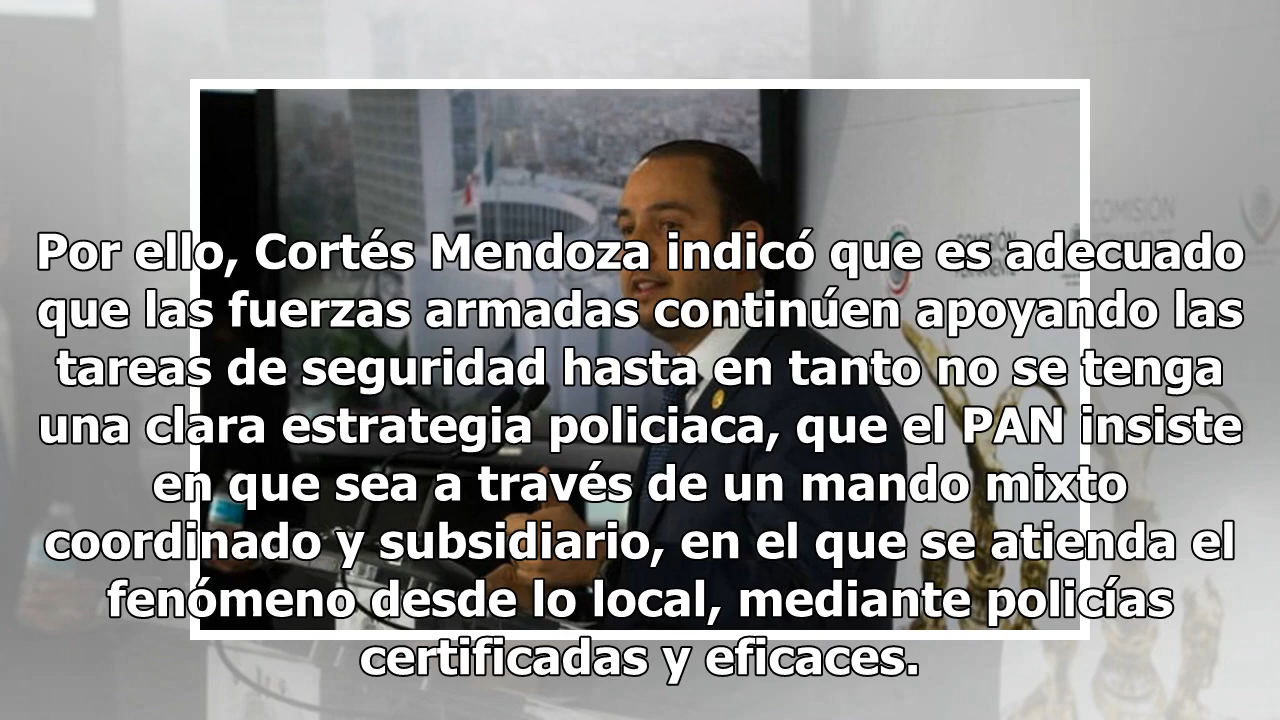 Por ello, Cortés Mendoza indicó que es adecuado
que las fuerzas armadas continúen apoyando las
tareas de seguridad hasta en tanto no se tenga
una clara estrategia policiaca, que el PAN insiste
en que sea a través de un mando mixto
coordinado y subsidiario, en el que se atienda el
fenómeno desde lo local, mediante policías
certificadas y eficaces.
COMISIÓN